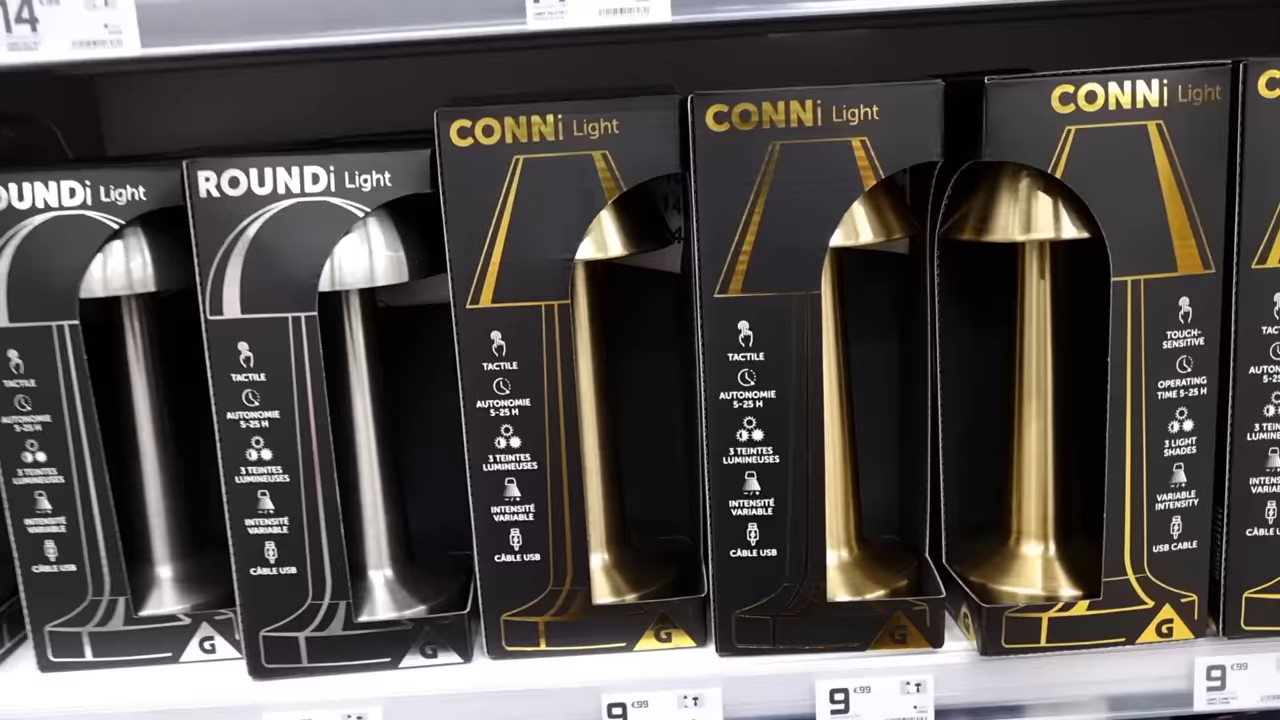 14 €99
OUNDi Light
TACTILE
AUTONOMIE
5-25 H
3 TEINTES
LUMINEUSES
INTENSITÉ
VARIABLE
CÂBLE USB
G
ROUNDi Light
TACTILE
AUTONOMIE
5-25 H
3 TEINTES
LUMINEUSES
INTENSITÉ
VARIABLE
CÂBLE USB
G
CONNi Light
TACTILE
AUTONOMIE
5-25 H
3 TEINTES
LUMINEUSES
INTENSITÉ
VARIABLE
CÂBLE USB
G
CONNi Light
TACTILE
AUTONOMIE
5-25 H
3 TEINTES
LUMINEUSES
INTENSITÉ
VARIABLE
CÂBLE USB
G
CONNi Light
TOUCH-
SENSITIVE
OPERATING
TIME 5-25 H
3 LIGHT
SHADES
VARIABLE
INTENSITY
USB CABLE
G
9 €99
9 €99
9 €99